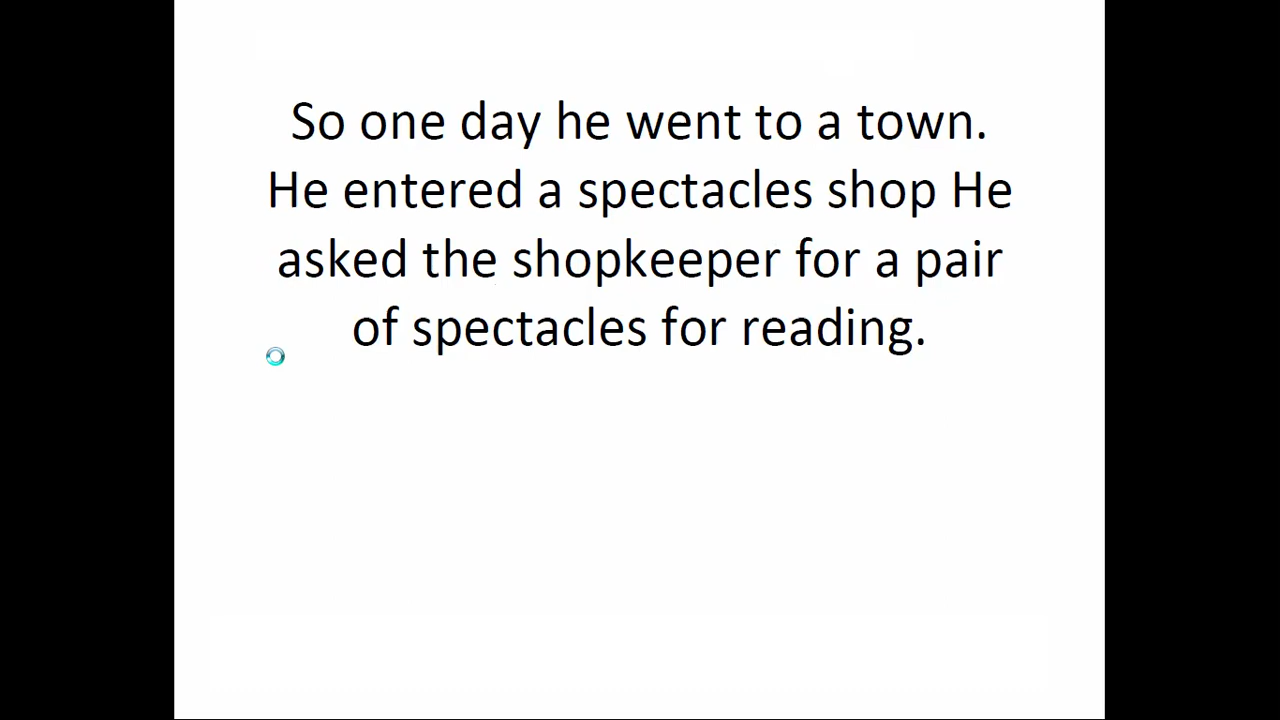 So one day he went to a town.
He entered a spectacles shop He
asked the shopkeeper for a pair
of spectacles for reading.